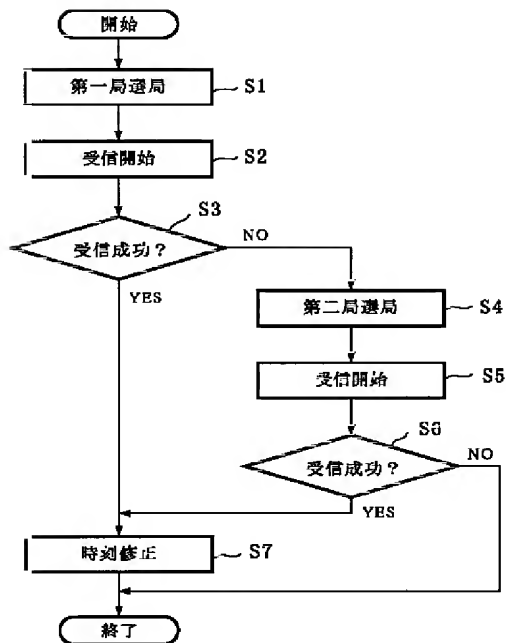 開始
第一局選局
S1
受信開始
S2
S3
受信成功?
NO
YES
第二局選局
S4
受信開始
S5
S6
受信成功?
NO
YES
時刻修正
S7
終了